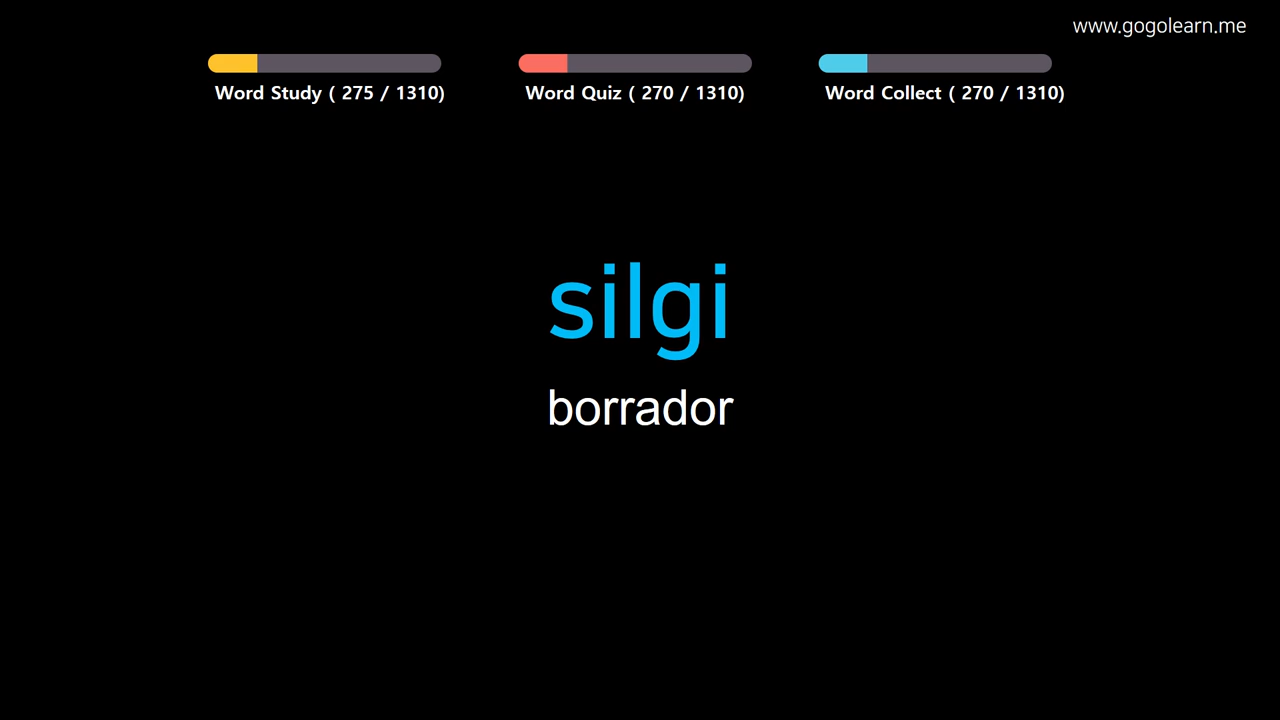 www.gogolearn.me
Word Study ( 275 / 1310)
Word Quiz ( 270 / 1310)
Word Collect ( 270 / 1310)
silgi
borrador